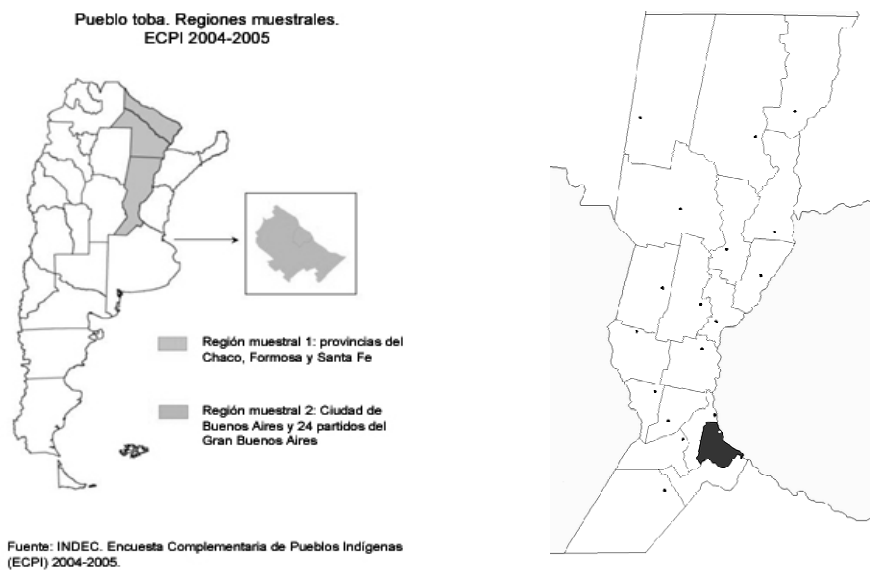 Pueblo toba. Regiones muestrales.
ECPI 2004-2005
Región muestral 1: provincias del
Chaco, Formosa y Santa Fe
Región muestral 2: Ciudad de
Buenos Aires y 24 partidos del
Gran Buenos Aires
Fuente: INDEC. Encuesta Complementaria de Pueblos Indígenas
(ECPI) 2004-2005.